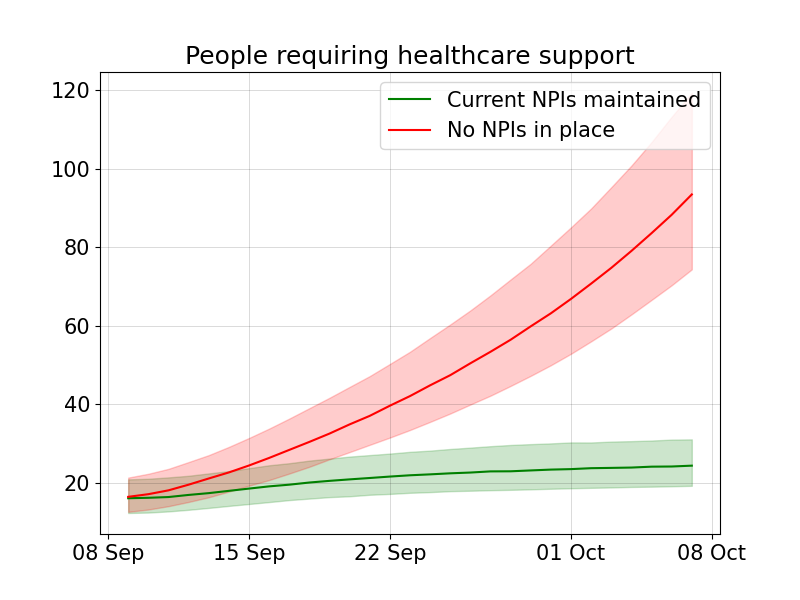 People requiring healthcare support
Current NPIs maintained
No NPIs in place
120
100
80
60
40
20
08 Sep 15 Sep 22 Sep 01 Oct 08 Oct